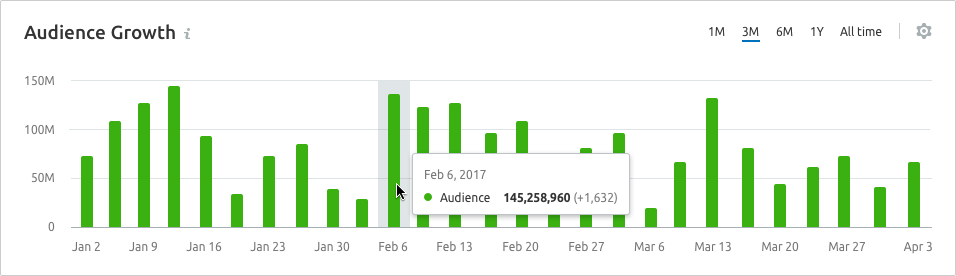 Audience Growth i
1M 3M 6M 1Y All time
150M
100M
50M
0
Feb 6, 2017
Audience 145,258,960 (+1,632)
Jan 2 Jan 9 Jan 16 Jan 23 Jan 30 Feb 6 Feb 13 Feb 20 Feb 27 Mar 6 Mar 13 Mar 20 Mar 27 Apr 3